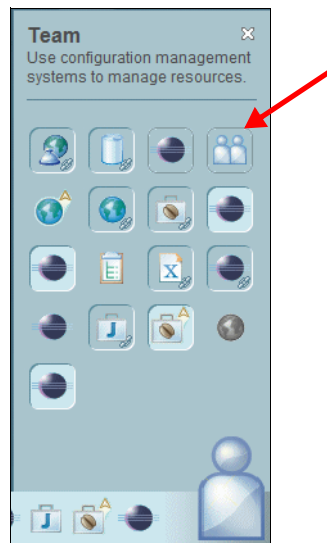 Team
Use configuration management
systems to manage resources.
E
X
J
J